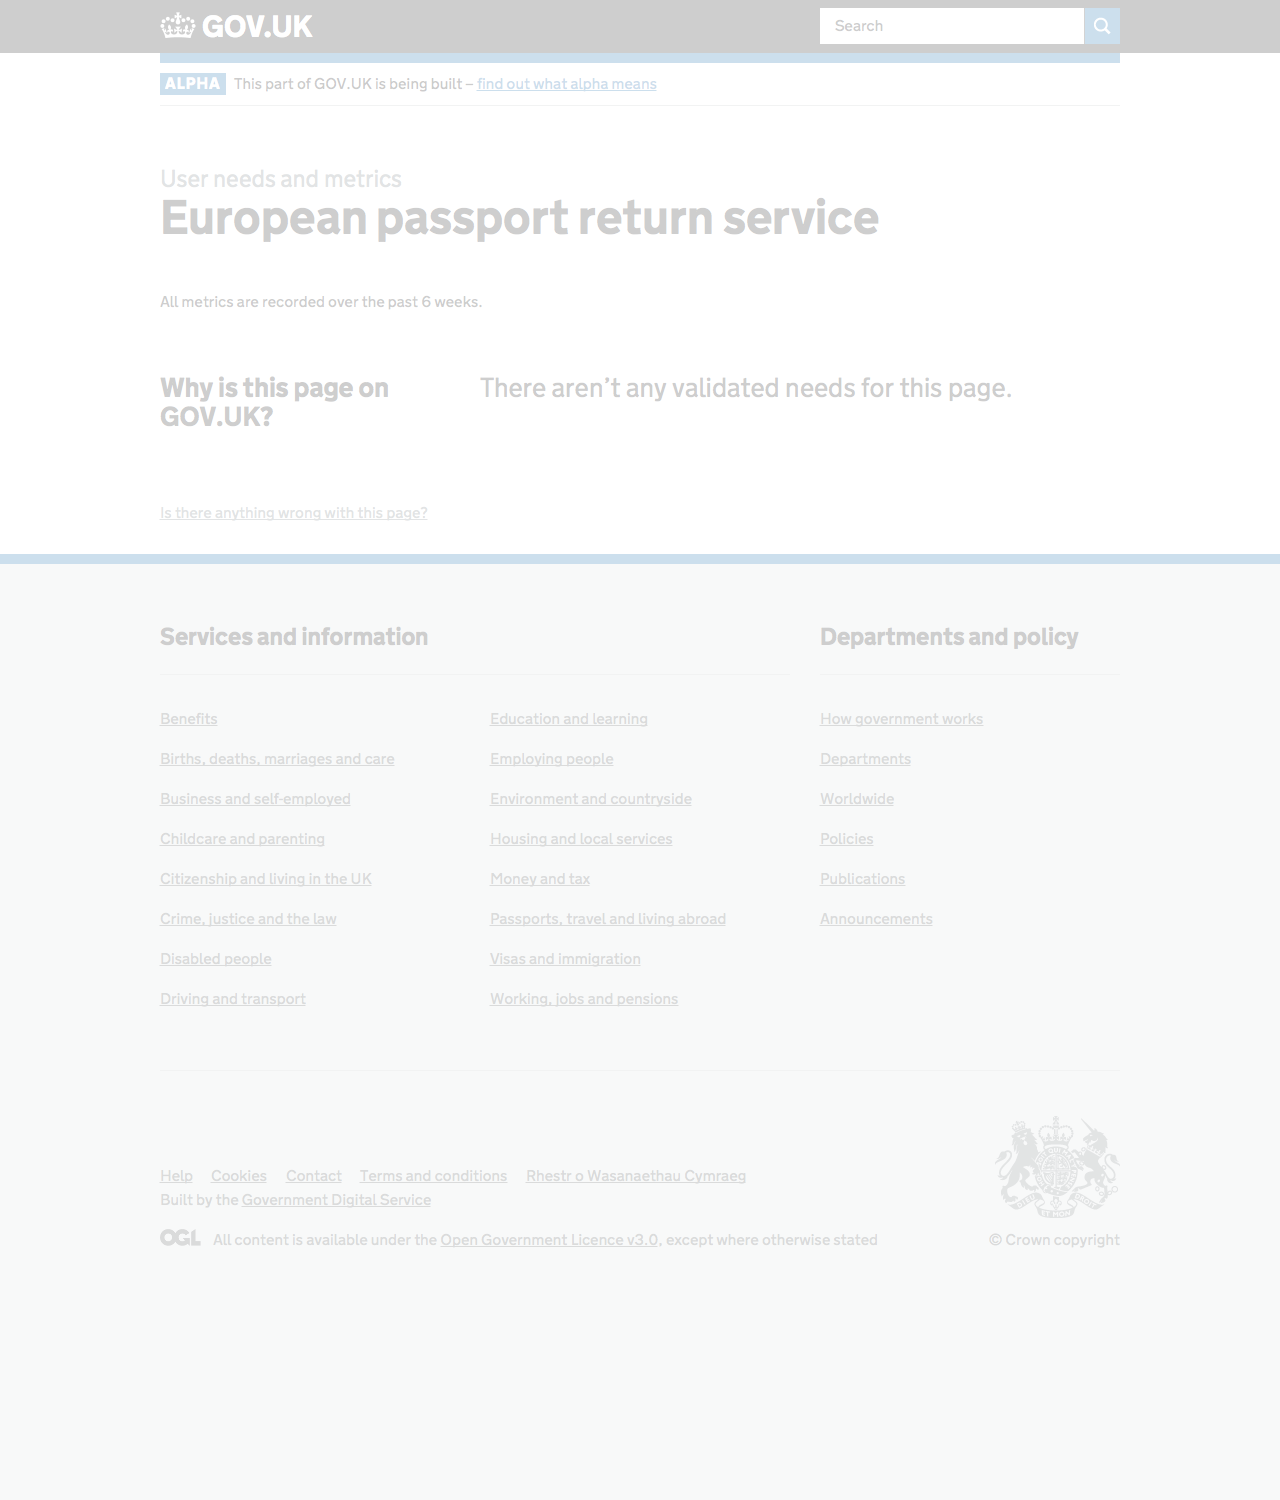 GOV.UK
Search
ALPHA This part of GOV.UK is being built – find out what alpha means
User needs and metrics
European passport return service
All metrics are recorded over the past 6 weeks.
Why is this page on
GOV.UK?
There aren’t any validated needs for this page.
Is there anything wrong with this page?
Services and information
Benefits
Births, deaths, marriages and care
Business and self-employed
Childcare and parenting
Citizenship and living in the UK
Crime, justice and the law
Disabled people
Driving and transport
Education and learning
Employing people
Environment and countryside
Housing and local services
Money and tax
Passports, travel and living abroad
Visas and immigration
Working, jobs and pensions
Departments and policy
How government works
Departments
Worldwide
Policies
Publications
Announcements
Help Cookies Contact Terms and conditions Rhestr o Wasanaethau Cymraeg
Built by the Government Digital Service
OGL All content is available under the Open Government Licence v3.0, except where otherwise stated
DIEU ET MON DROIT
© Crown copyright